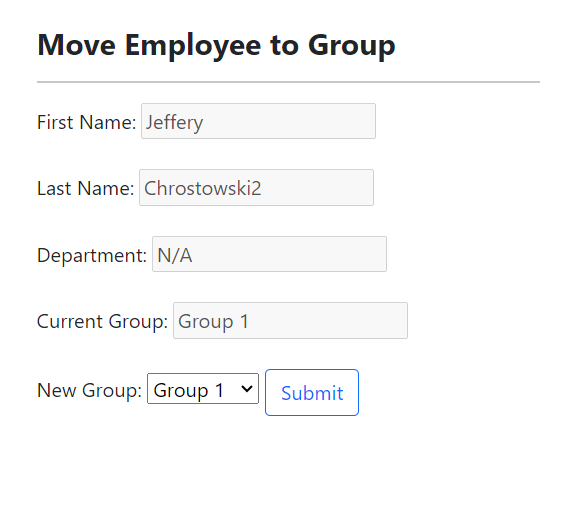 Move Employee to Group
First Name: Jeffery
Last Name: Chrostowski2
Department: N/A
Current Group: Group 1
New Group: Group 1 Submit